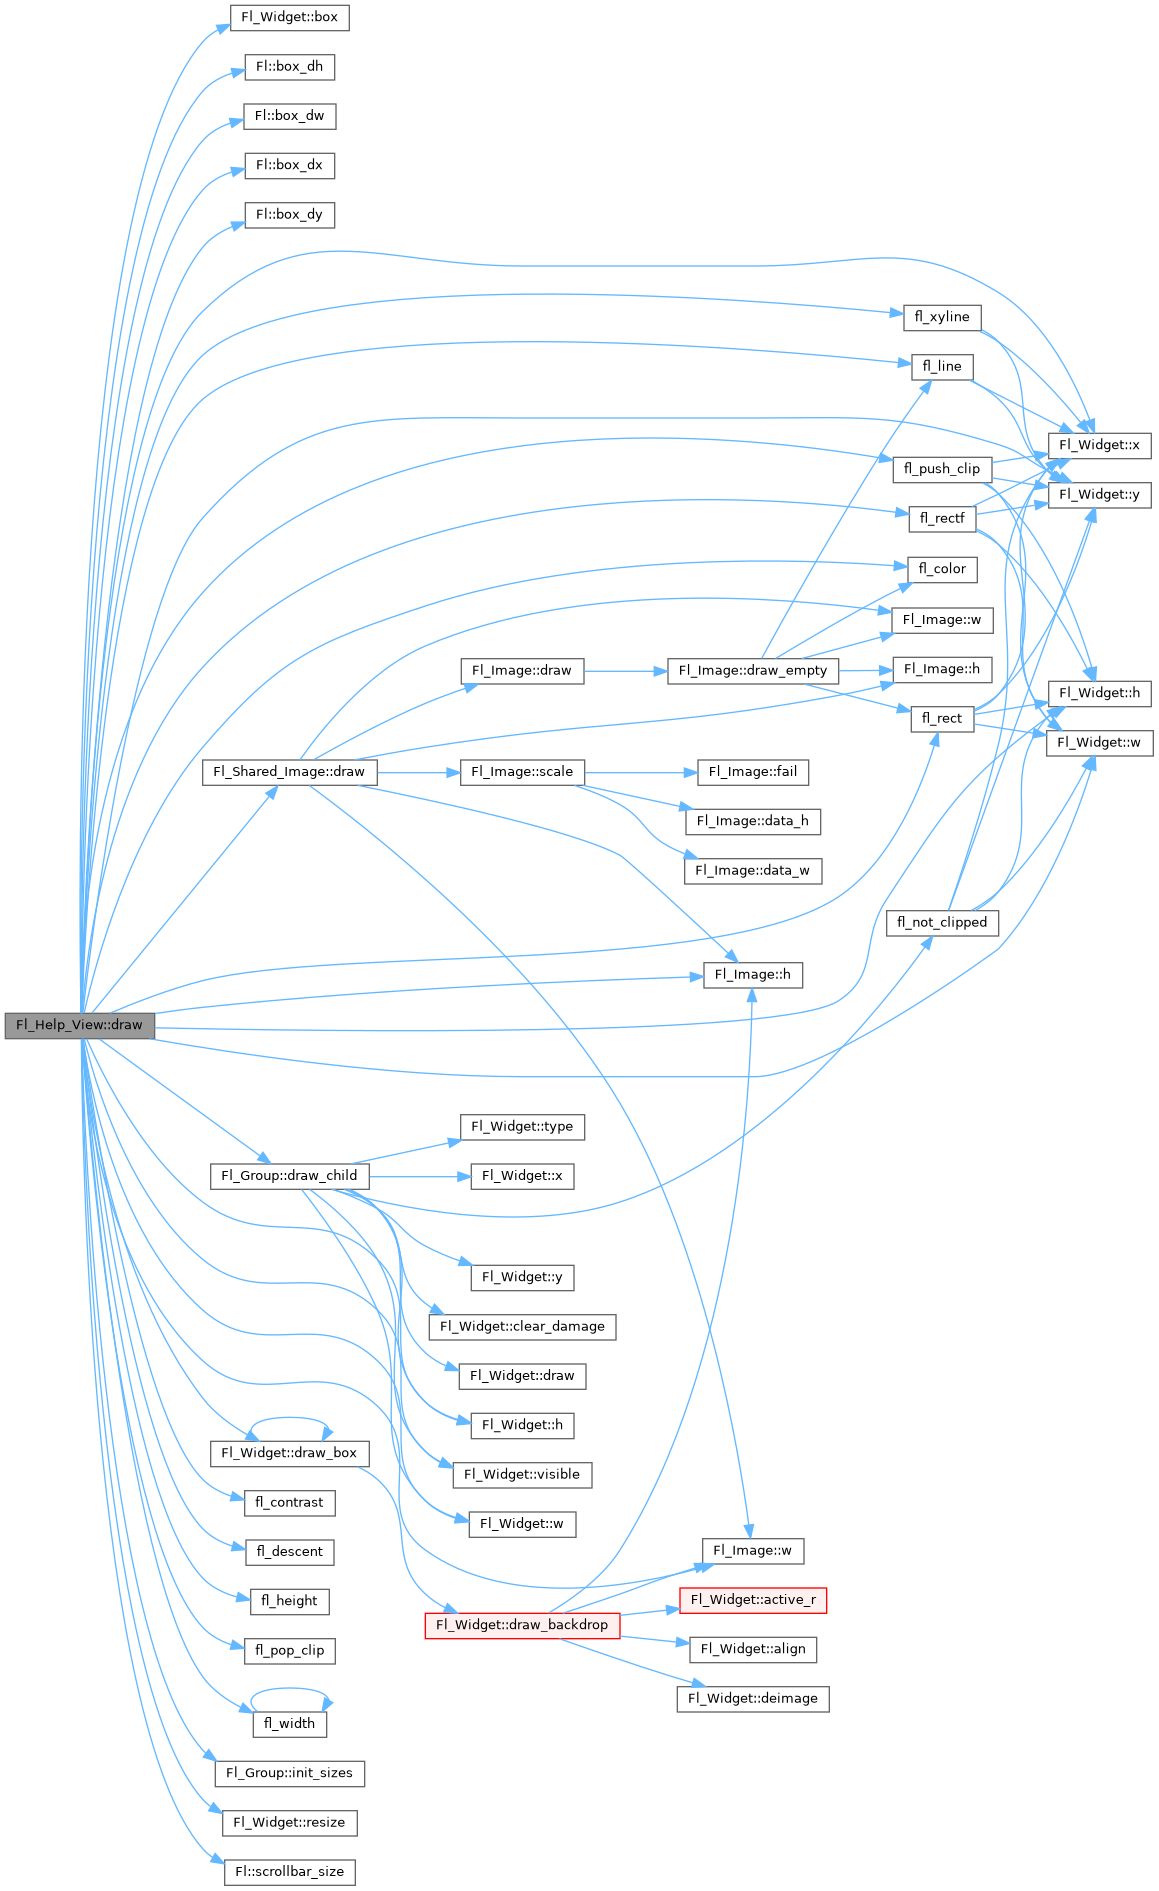 Fl_Widget::box
Fl::box_dh
Fl::box_dw
Fl::box_dx
Fl::box_dy
fl_xyline
fl_line
Fl_Widget::x
fl_push_clip
Fl_Widget::y
fl_rectf
fl_color
Fl_Image::w
Fl_Image::draw
Fl_Image::draw_empty
Fl_Image::h
Fl_Widget::h
fl_rect
Fl_Widget::w
Fl_Shared_Image::draw
Fl_Image::scale
Fl_Image::fail
Fl_Image::data_h
Fl_Image::data_w
fl_not_clipped
Fl_Image::h
Fl_Help_View::draw
Fl_Widget::type
Fl_Group::draw_child
Fl_Widget::x
Fl_Widget::y
Fl_Widget::clear_damage
Fl_Widget::draw
Fl_Widget::h
Fl_Widget::draw_box
Fl_Widget::visible
fl_contrast
Fl_Widget::w
fl_descent
Fl_Image::w
fl_height
Fl_Widget::active_r
Fl_Widget::draw_backdrop
fl_pop_clip
Fl_Widget::align
Fl_Widget::deimage
fl_width
Fl_Group::init_sizes
Fl_Widget::resize
Fl::scrollbar_size